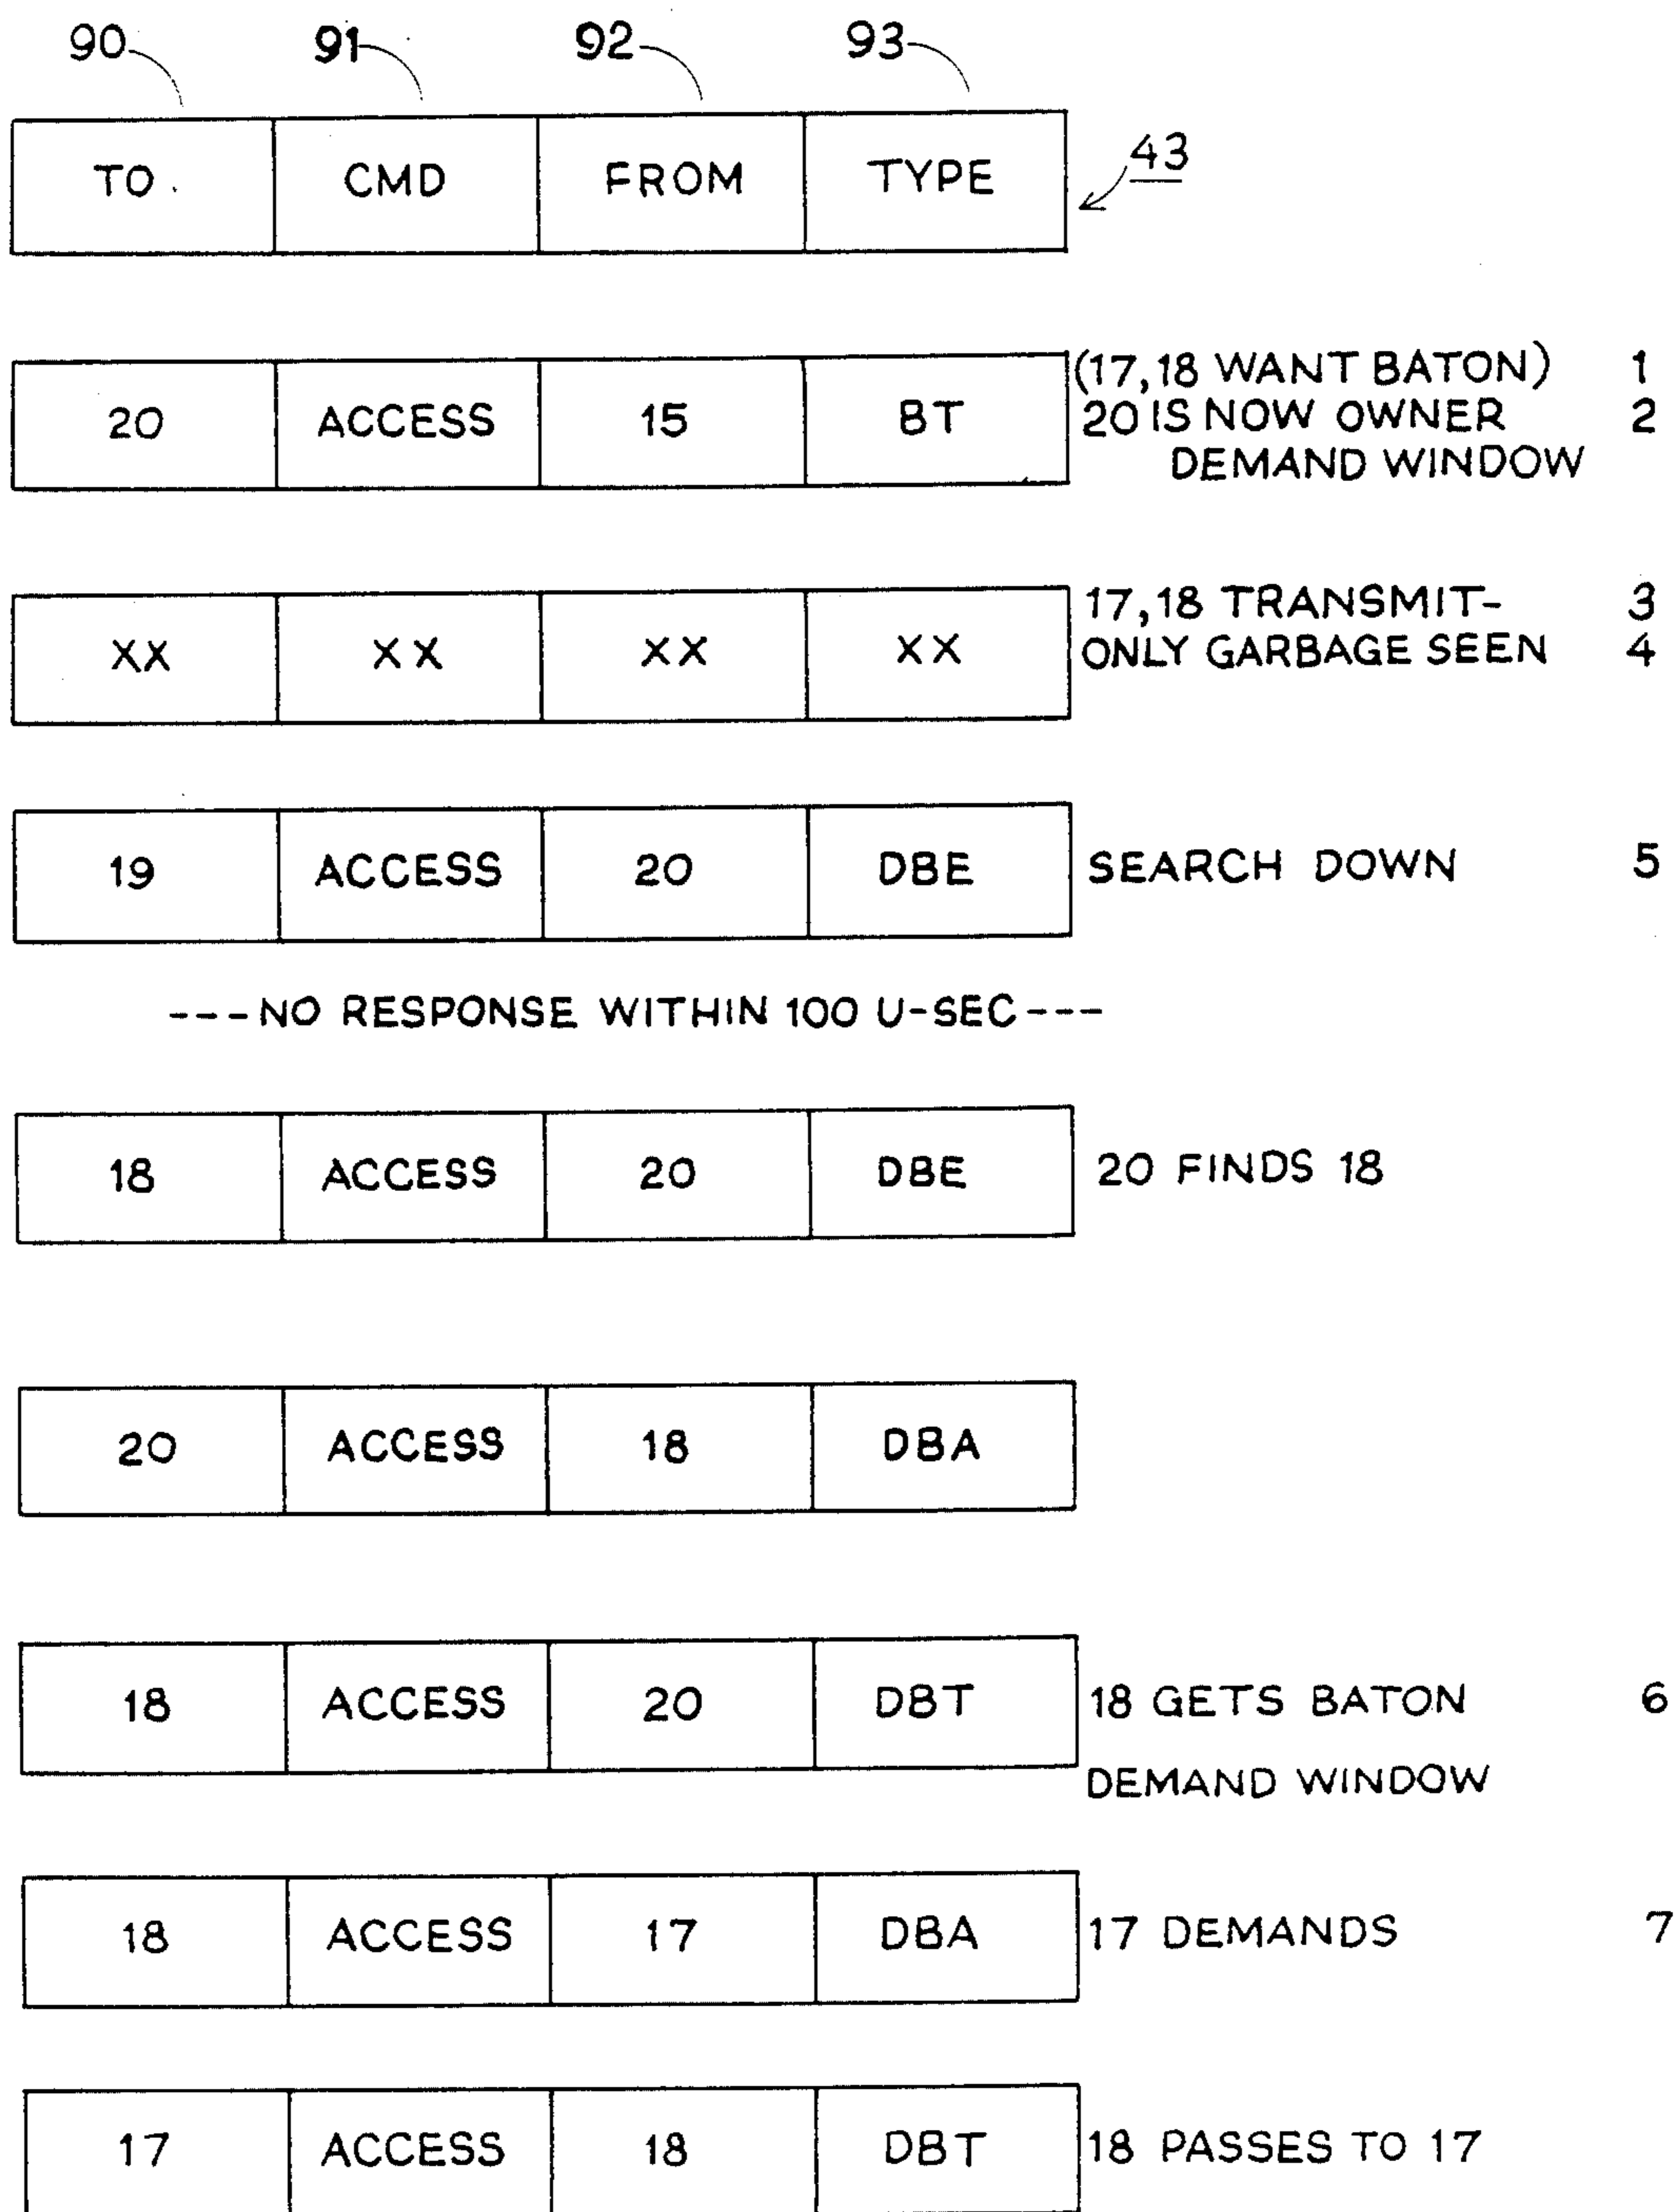 90 91 92 93
TO CMD FROM TYPE 43
(17,18 WANT BATON) 1
20 ACCESS 15 BT 20 IS NOW OWNER 2
DEMAND WINDOW
17,18 TRANSMIT- 3
XX XX XX XX ONLY GARBAGE SEEN 4
19 ACCESS 20 DBE SEARCH DOWN 5
---NO RESPONSE WITHIN 100 U-SEC---
18 ACCESS 20 DBE 20 FINDS 18
20 ACCESS 18 DBA
18 ACCESS 20 DBT 18 GETS BATON 6
DEMAND WINDOW
18 ACCESS 17 DBA 17 DEMANDS 7
17 ACCESS 18 DBT 18 PASSES TO 17